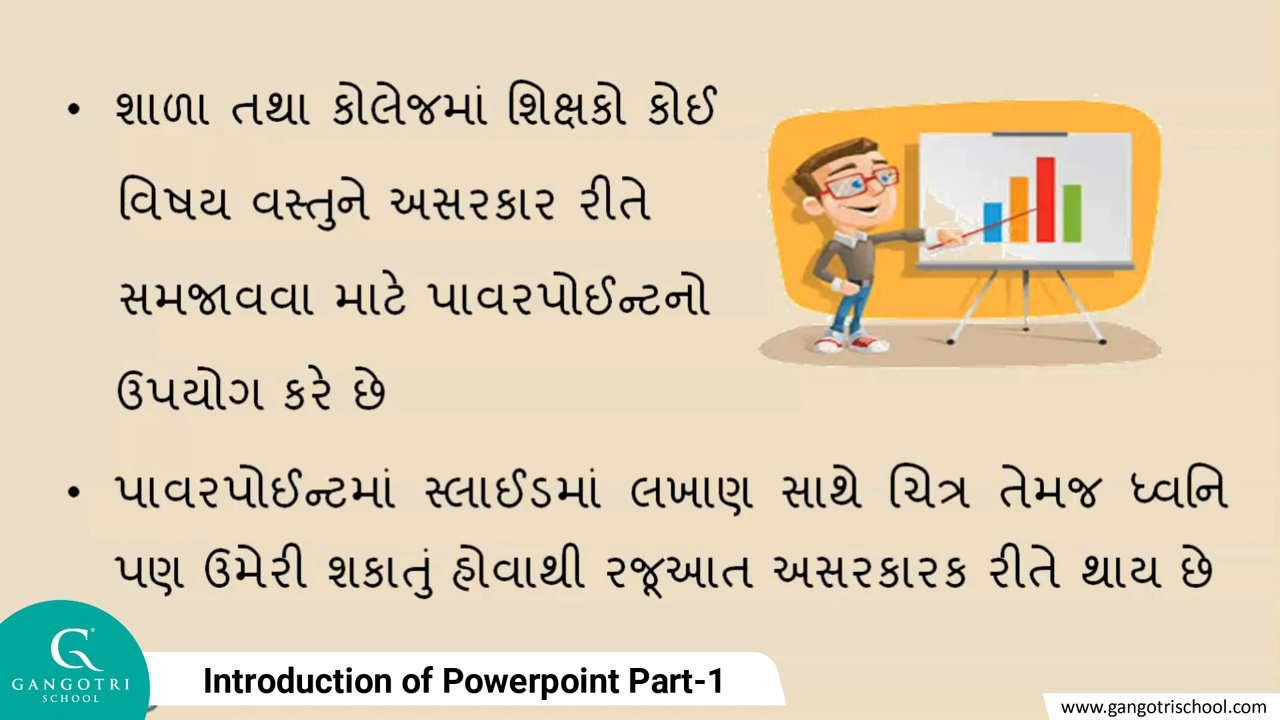 • શાળા તથા કોલેજમાં શિક્ષકો કોઈ
વિષય વસ્તુને અસરકાર રીતે
સમજાવવા માટે પાવરપોઈન્ટનો
ઉપયોગ કરે છે
• પાવરપોઈન્ટમાં સ્લાઈડમાં લખાણ સાથે ચિત્ર તેમજ ધ્વનિ
પણ ઉમેરી શકાતું હોવાથી રજૂઆત અસરકારક રીતે થાય છે
GANGOTRI
SCHOOL
Introduction of Powerpoint Part-1
www.gangotrischool.com